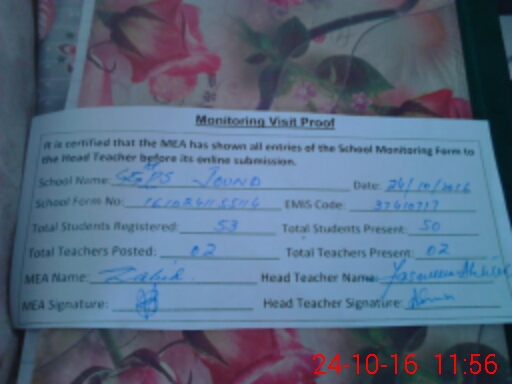 Monitoring Visit Proof
It is certified that the MEA has shown all entries of the School Monitoring Form to
the Head Teacher before its online submission.
School Name: GGPS Jound Date: 24/10/2016
School Form No: EMIS Code: 37410717
Total Students Registered: 53 Total Students Present: 50
Total Teachers Posted: 02 Total Teachers Present: 02
MEA Name: Head Teacher Name:
MEA Signature: Head Teacher Signature:
24-10-16 11:56